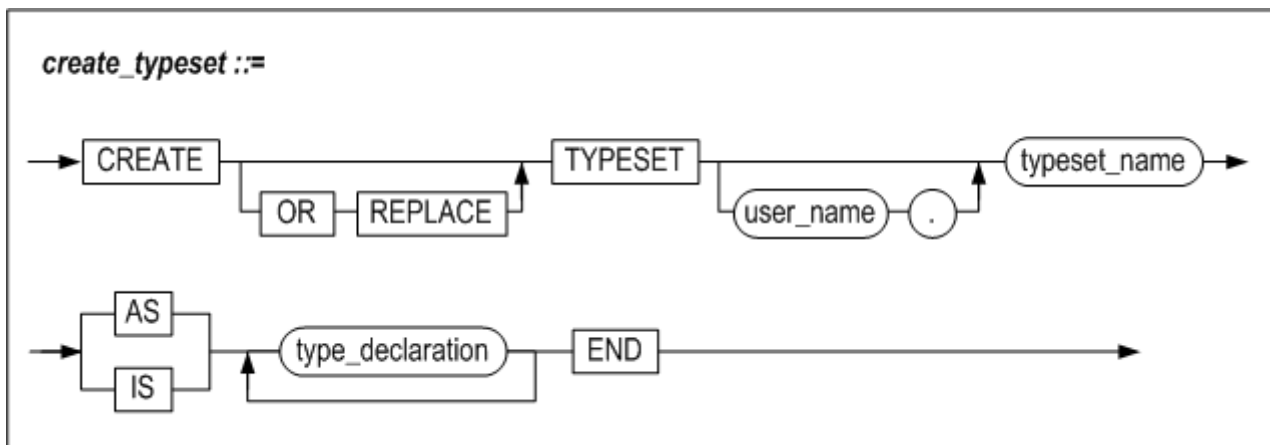 create_typeset ::=
CREATE TYPESET typeset_name
OR REPLACE user_name .
AS
type_declaration END
IS